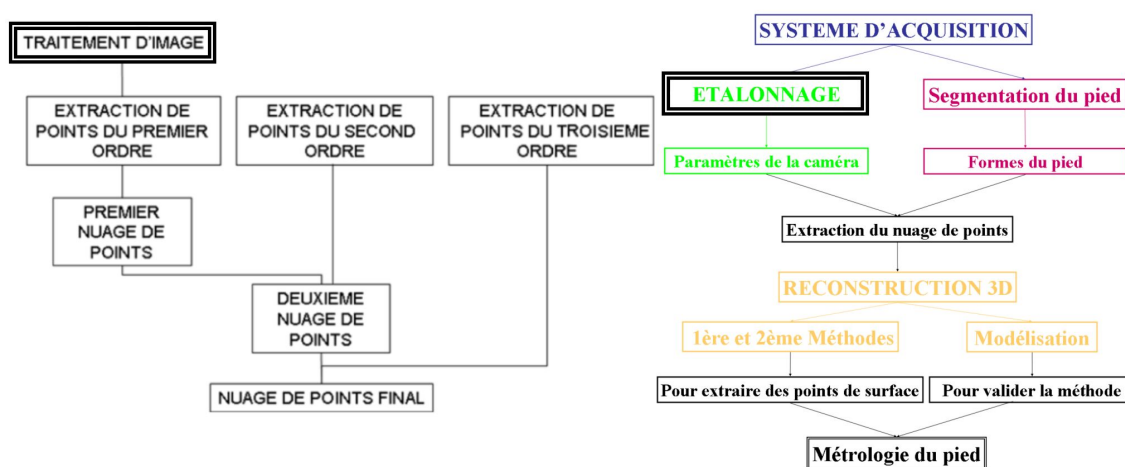 TRAITEMENT D'IMAGE
EXTRACTION DE
POINTS DU PREMIER
ORDRE
EXTRACTION DE
POINTS DU SECOND
ORDRE
EXTRACTION DE
POINTS DU TROISIEME
ORDRE
PREMIER
NUAGE DE
POINTS
DEUXIEME
NUAGE DE
POINTS
NUAGE DE POINTS FINAL
SYSTEME D'ACQUISITION
ETALONNAGE
Segmentation du pied
Paramètres de la caméra
Formes du pied
Extraction du nuage de points
RECONSTRUCTION 3D
1ère et 2ème Méthodes
Modélisation
Pour extraire des points de surface
Pour valider la méthode
Métrologie du pied